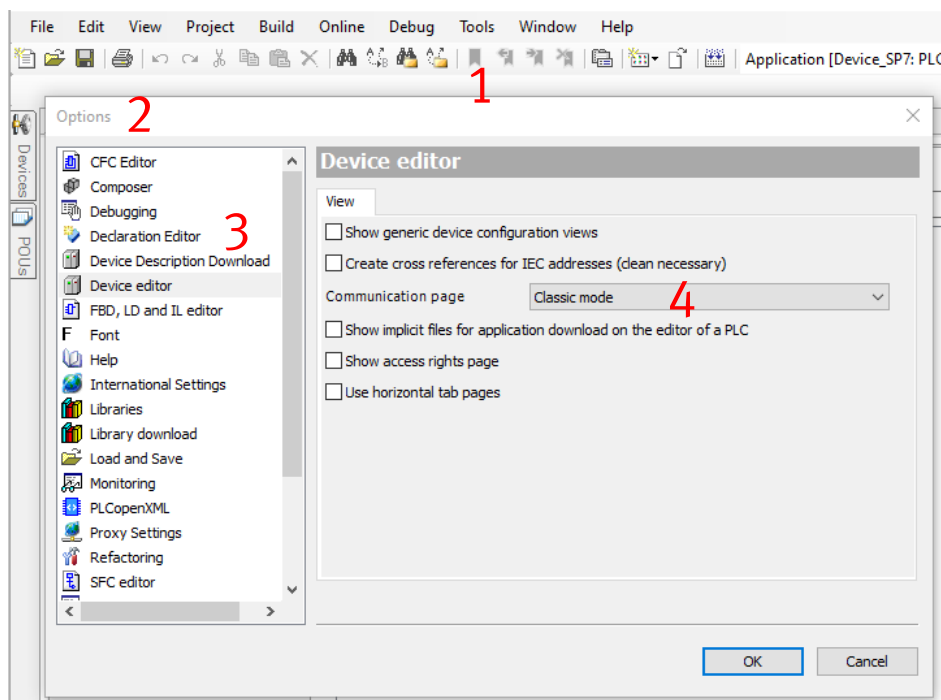 File Edit View Project Build Online Debug Tools Window Help
Application [Device_SP7: PLC
1
Options 2
Devices
POUs
CFC Editor
Composer
Debugging
Declaration Editor
3
Device Description Download
Device editor
FBD, LD and IL editor
Font
Help
International Settings
Libraries
Library download
Load and Save
Monitoring
PLCopenXML
Proxy Settings
Refactoring
SFC editor
Device editor
View
Show generic device configuration views
Create cross references for IEC addresses (clean necessary)
Communication page Classic mode 4
Show implicit files for application download on the editor of a PLC
Show access rights page
Use horizontal tab pages
OK Cancel